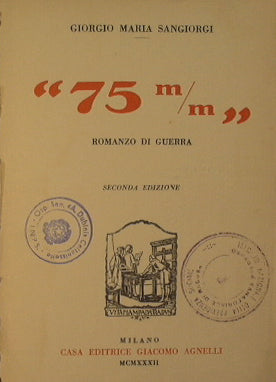 GIORGIO MARIA SANGIORGI
“75 m/m„
ROMANZO DI GUERRA
SECONDA EDIZIONE
MILANO
CASA EDITRICE GIACOMO AGNELLI
MCMXXXII